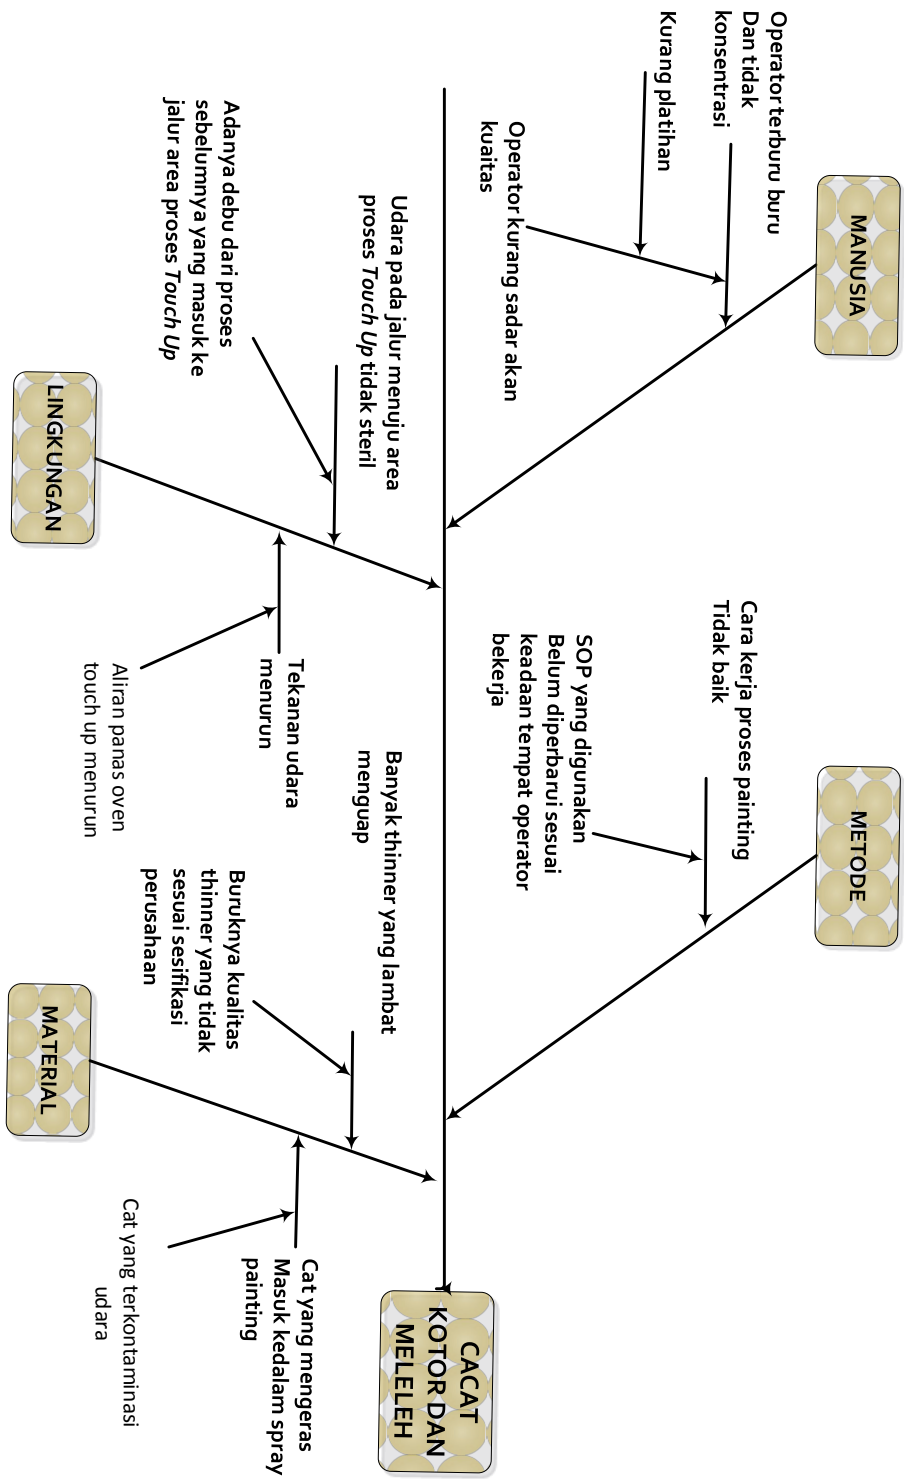 MANUSIA
Operator terburu buru
Dan tidak
konsentrasi
Kurang platihan
Operator kurang sadar akan
kuaitas
METODE
Cara kerja proses painting
Tidak baik
SOP yang digunakan
Belum diperbarui sesuai
keadaan tempat operator
bekerja
CACAT
KOTOR DAN
MELELEH
Udara pada jalur menuju area
proses Touch Up tidak steril
Adanya debu dari proses
sebelumnya yang masuk ke
jalur area proses Touch Up
LINGKUNGAN
Tekanan udara
menurun
Aliran panas oven
touch up menurun
Banyak thinner yang lambat
menguap
Buruknya kualitas
thinner yang tidak
sesuai sesifikasi
perusahaan
MATERIAL
Cat yang mengeras
Masuk kedalam spray
painting
Cat yang terkontaminasi
udara